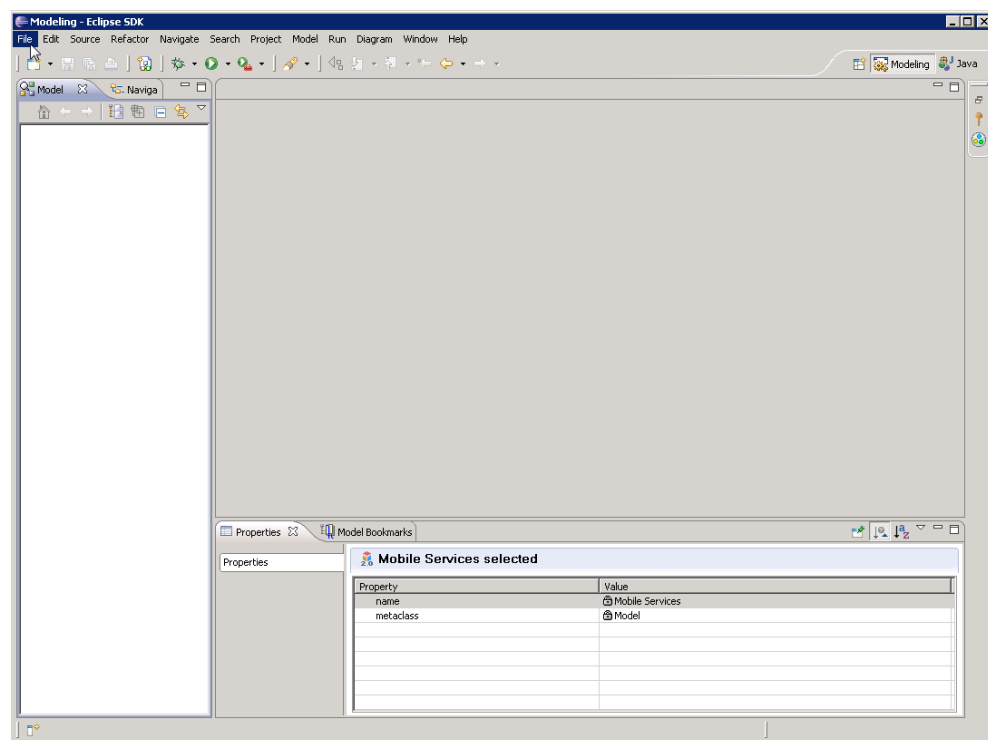 Modeling - Eclipse SDK
File Edit Source Refactor Navigate Search Project Model Run Diagram Window Help
Modeling Java
Model Naviga
Properties Model Bookmarks
Properties
Mobile Services selected
Property Value
name Mobile Services
metaclass Model